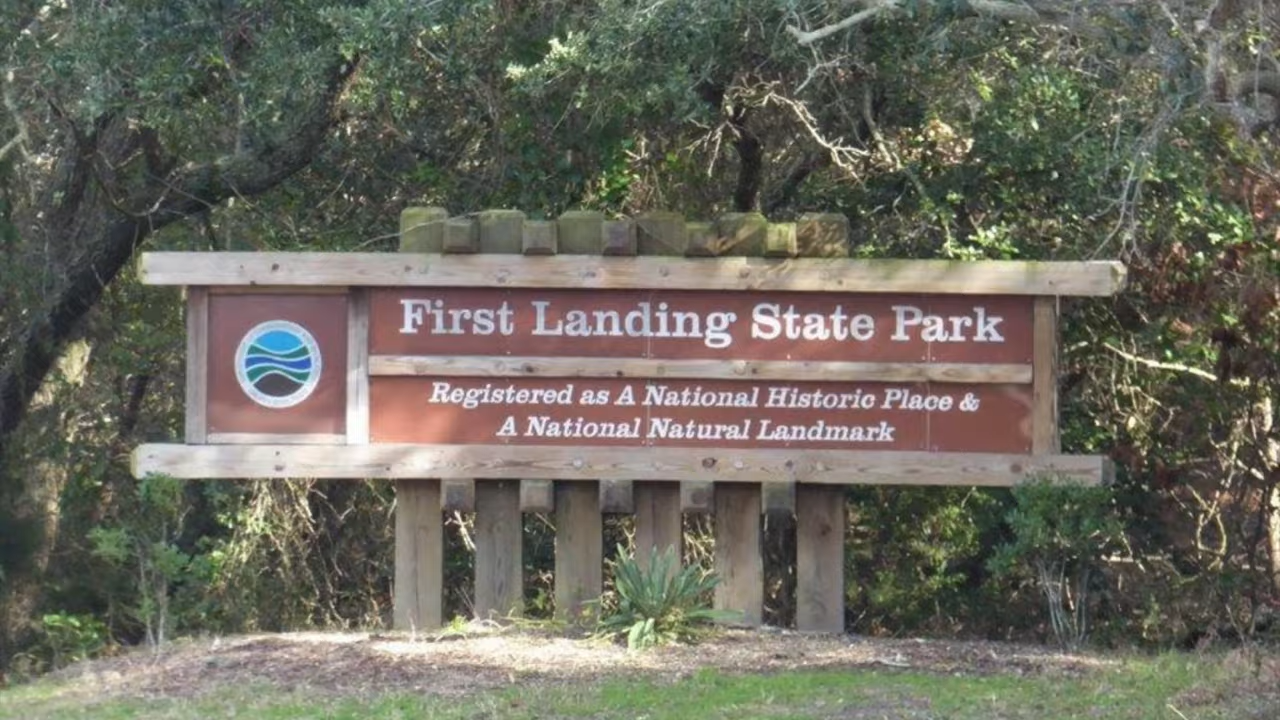 First Landing State Park
Registered as A National Historic Place &
A National Natural Landmark